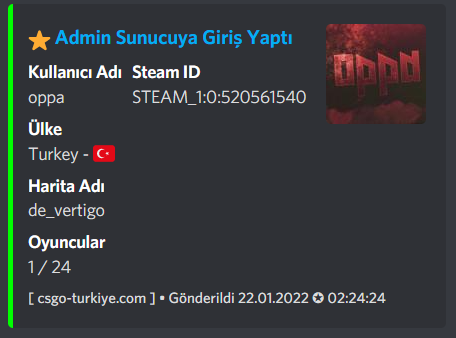 Admin Sunucuya Giriş Yaptı
Kullanıcı Adı Steam ID
oppa STEAM_1:0:520561540
Ülke
Turkey -
Harita Adı
de_vertigo
Oyuncular
1 / 24
[ csgo-turkiye.com ] • Gönderildi 22.01.2022 ✪ 02:24:24